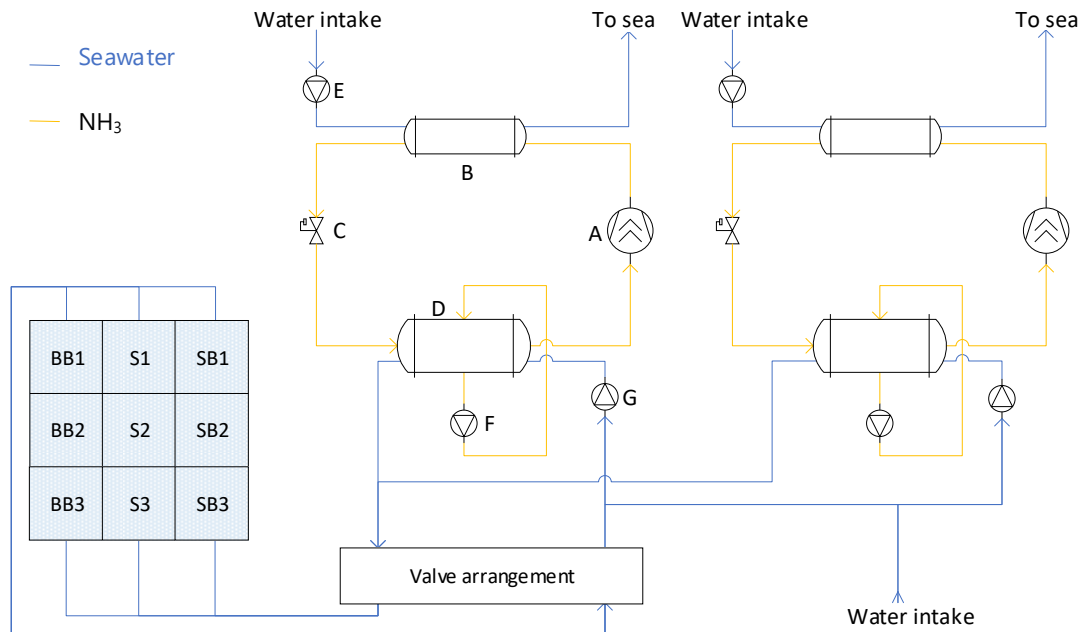 Water intake
To sea
Water intake
To sea
Seawater
E
NH₃
B
C
A
D
BB1 S1 SB1
G
F
BB2 S2 SB2
BB3 S3 SB3
Valve arrangement
Water intake